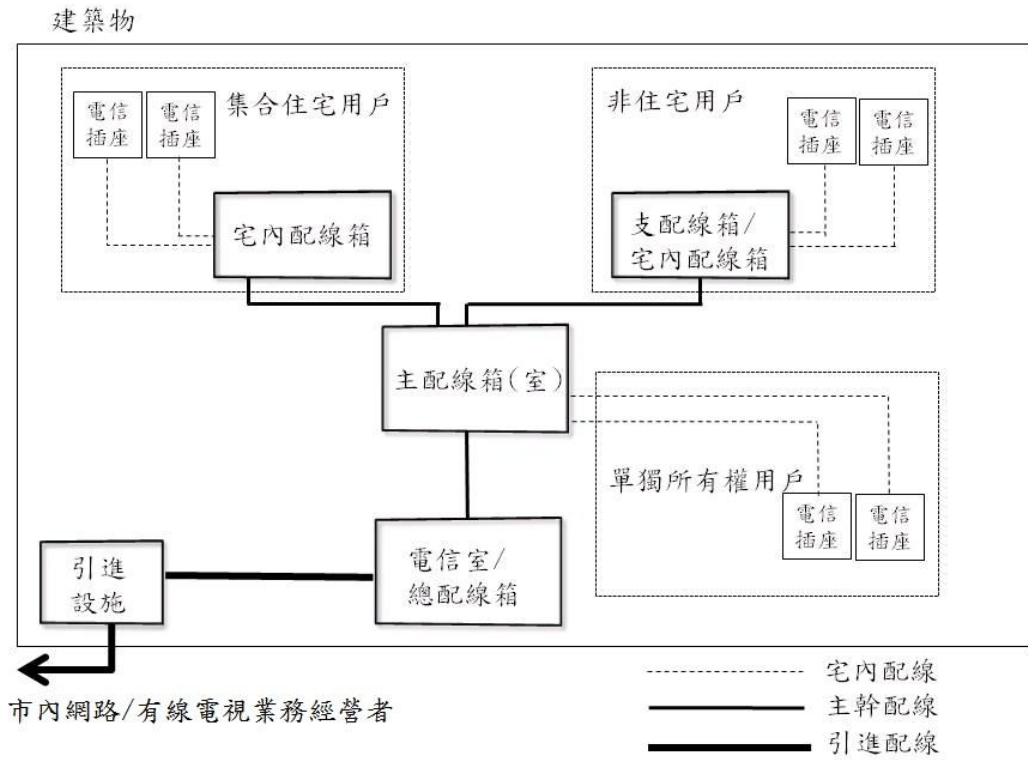 建築物
電信
插座
電信
插座
集合住宅用戶
宅內配線箱
非住宅用戶
電信
插座
電信
插座
支配線箱/
宅內配線箱
主配線箱(室)
單獨所有權用戶
電信
插座
電信
插座
引進
設施
電信室/
總配線箱
市內網路/有線電視業務經營者
宅內配線
主幹配線
引進配線